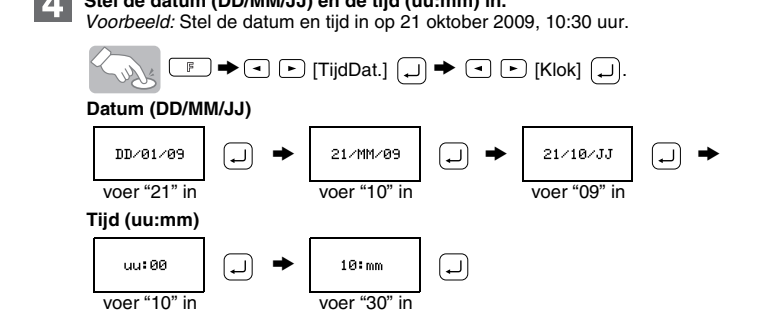 4 Stel de datum (DD/MM/JJ) en de tijd (uu:mm) in.
Voorbeeld: Stel de datum en tijd in op 21 oktober 2009, 10:30 uur.
F [TijdDat.] [Klok] .
Datum (DD/MM/JJ)
DD/01/09 21/MM/09 21/10/JJ
voer “21” in voer “10” in voer “09” in
Tijd (uu:mm)
uu:00 10:mm
voer “10” in voer “30” in